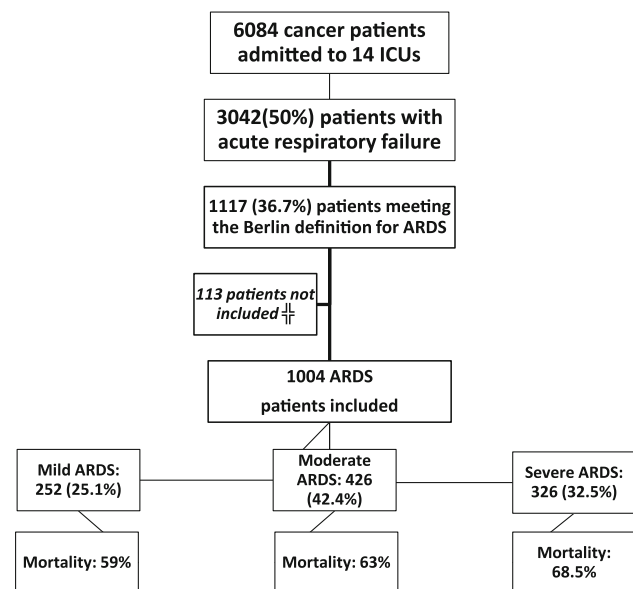 6084 cancer patients
admitted to 14 ICUs
3042(50%) patients with
acute respiratory failure
1117 (36.7%) patients meeting
the Berlin definition for ARDS
113 patients not
included ╬
1004 ARDS
patients included
Mild ARDS:
252 (25.1%)
Moderate
ARDS: 426
(42.4%)
Severe ARDS:
326 (32.5%)
Mortality: 59%
Mortality: 63%
Mortality:
68.5%